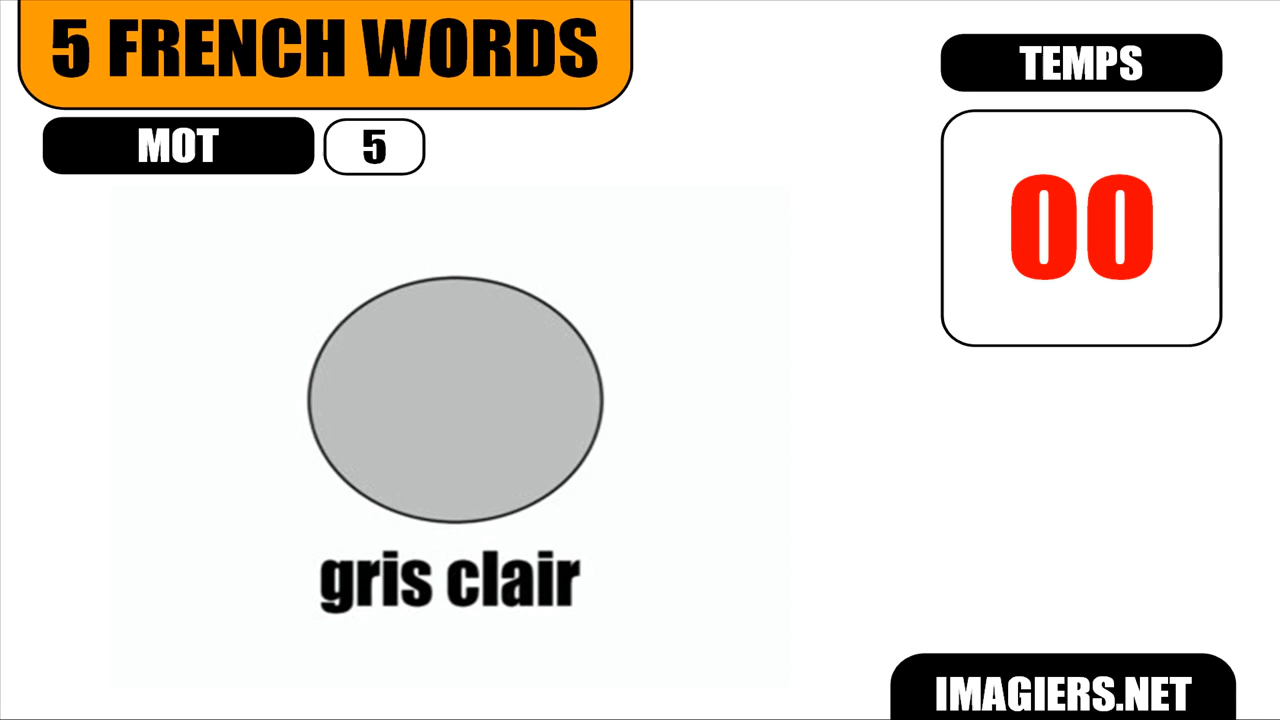 5 FRENCH WORDS
TEMPS
MOT
5
00
gris clair
IMAGIERS.NET